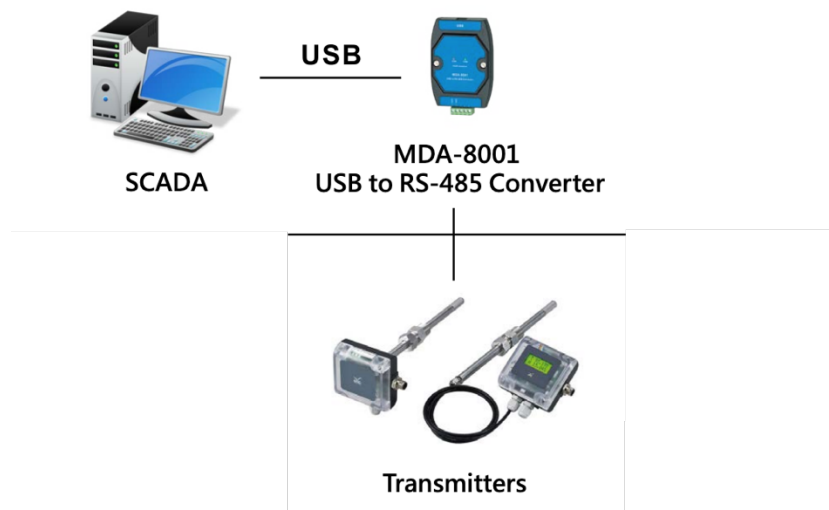 USB
SCADA
MDA-8001
USB to RS-485 Converter
Transmitters